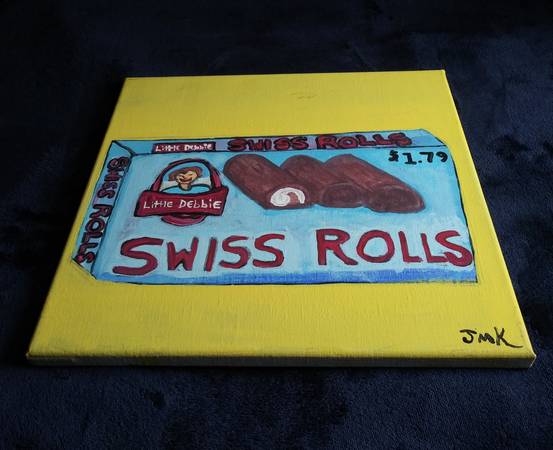 Little Debbie SWISS ROLLS
$1.79
SWISS ROLLS
Little Debbie
SWISS ROLLS
JMK